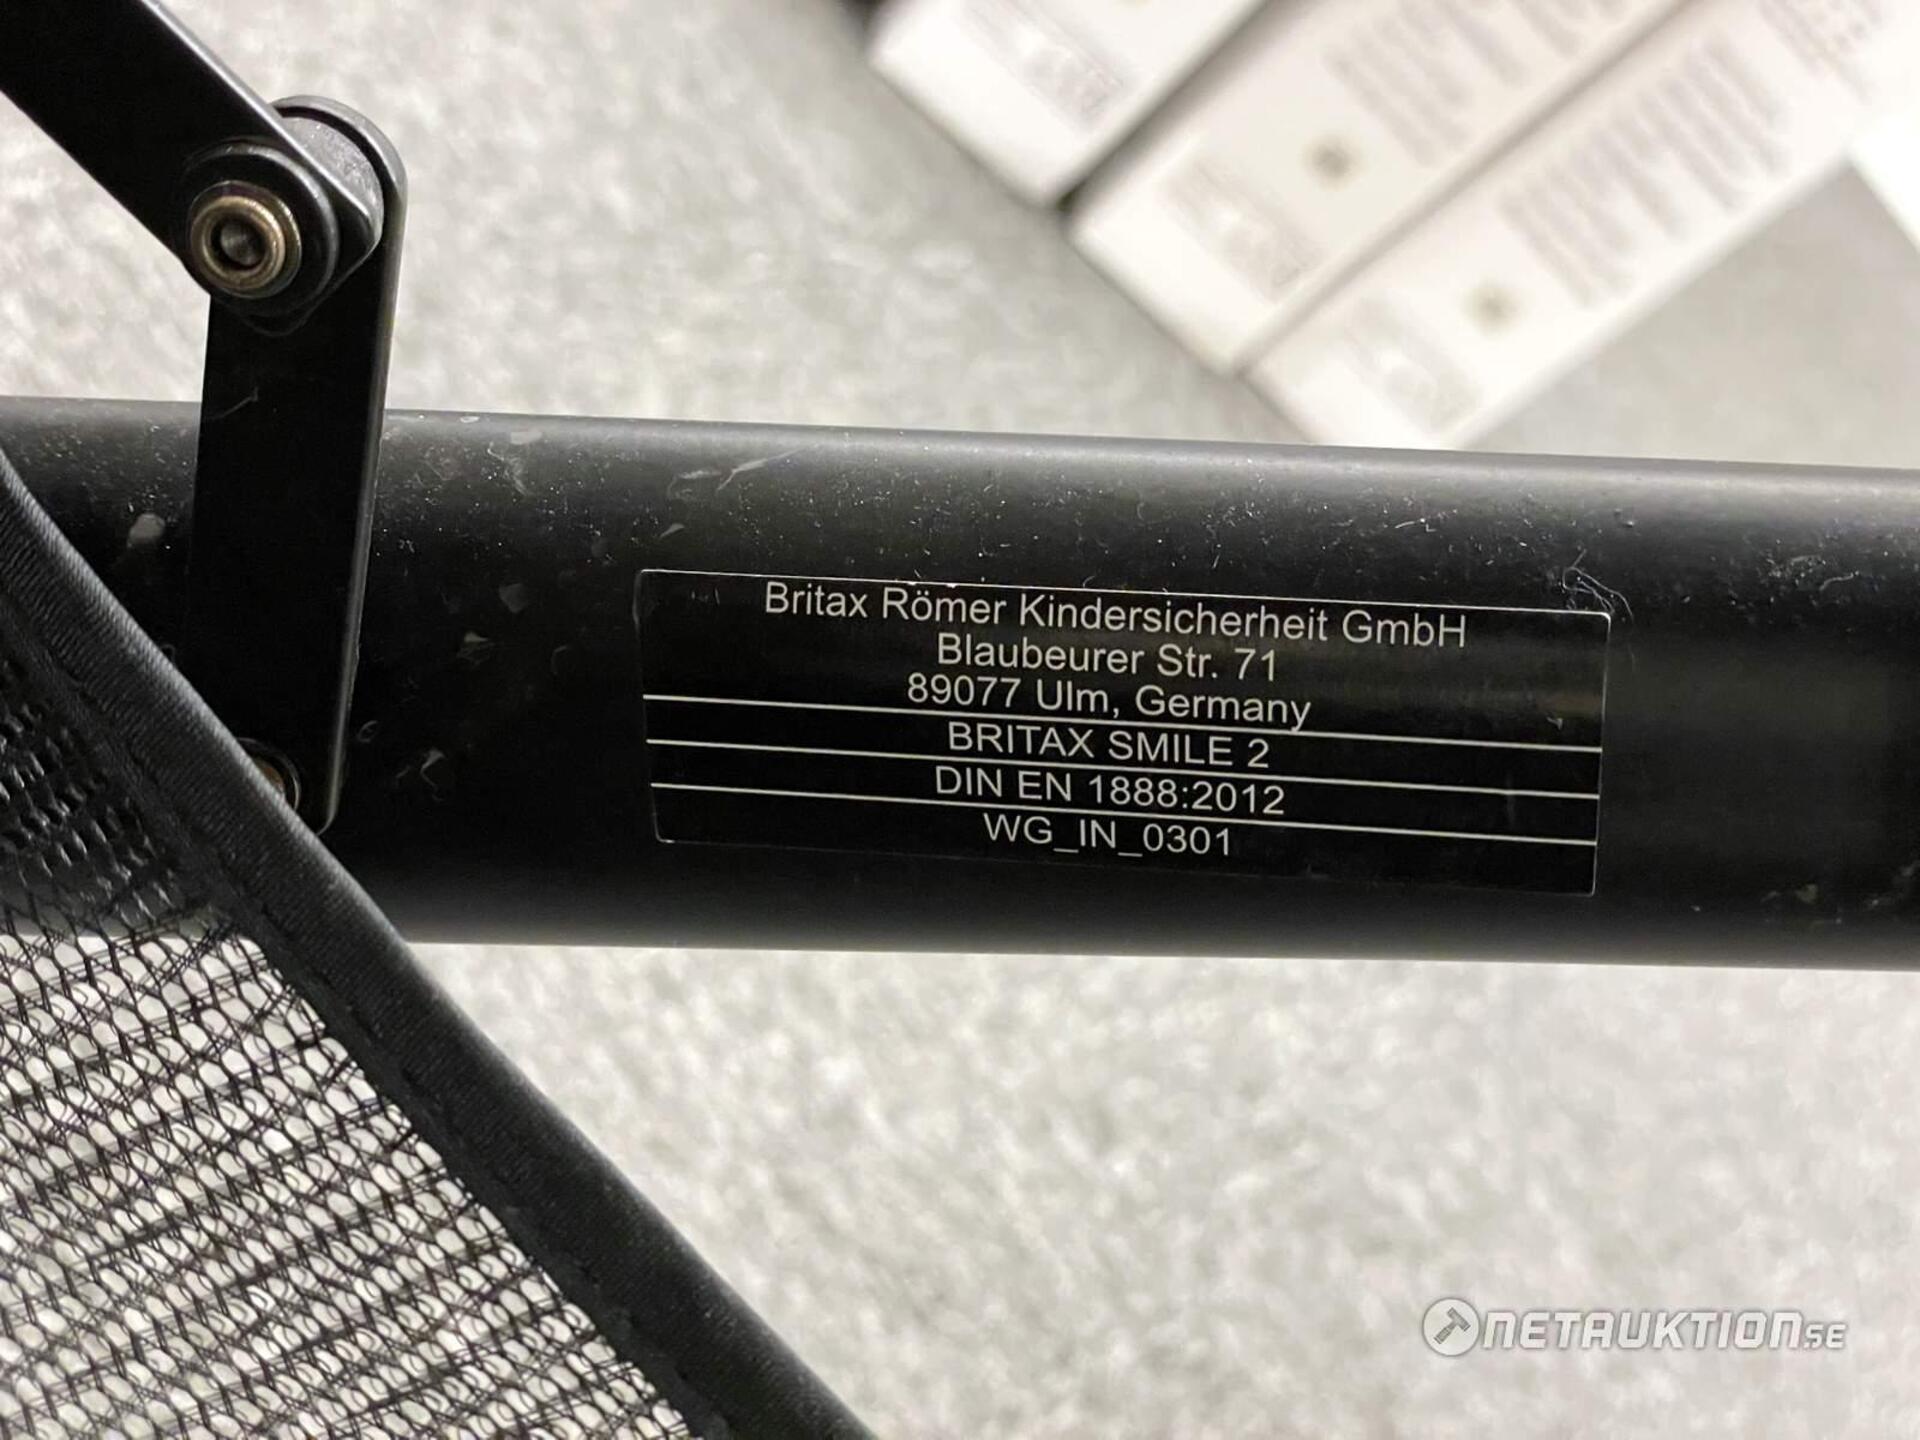 Britax Römer Kindersicherheit GmbH
Blaubeurer Str. 71
89077 Ulm, Germany
BRITAX SMILE 2
DIN EN 1888:2012
WG_IN_0301
NETAUKTION.SE